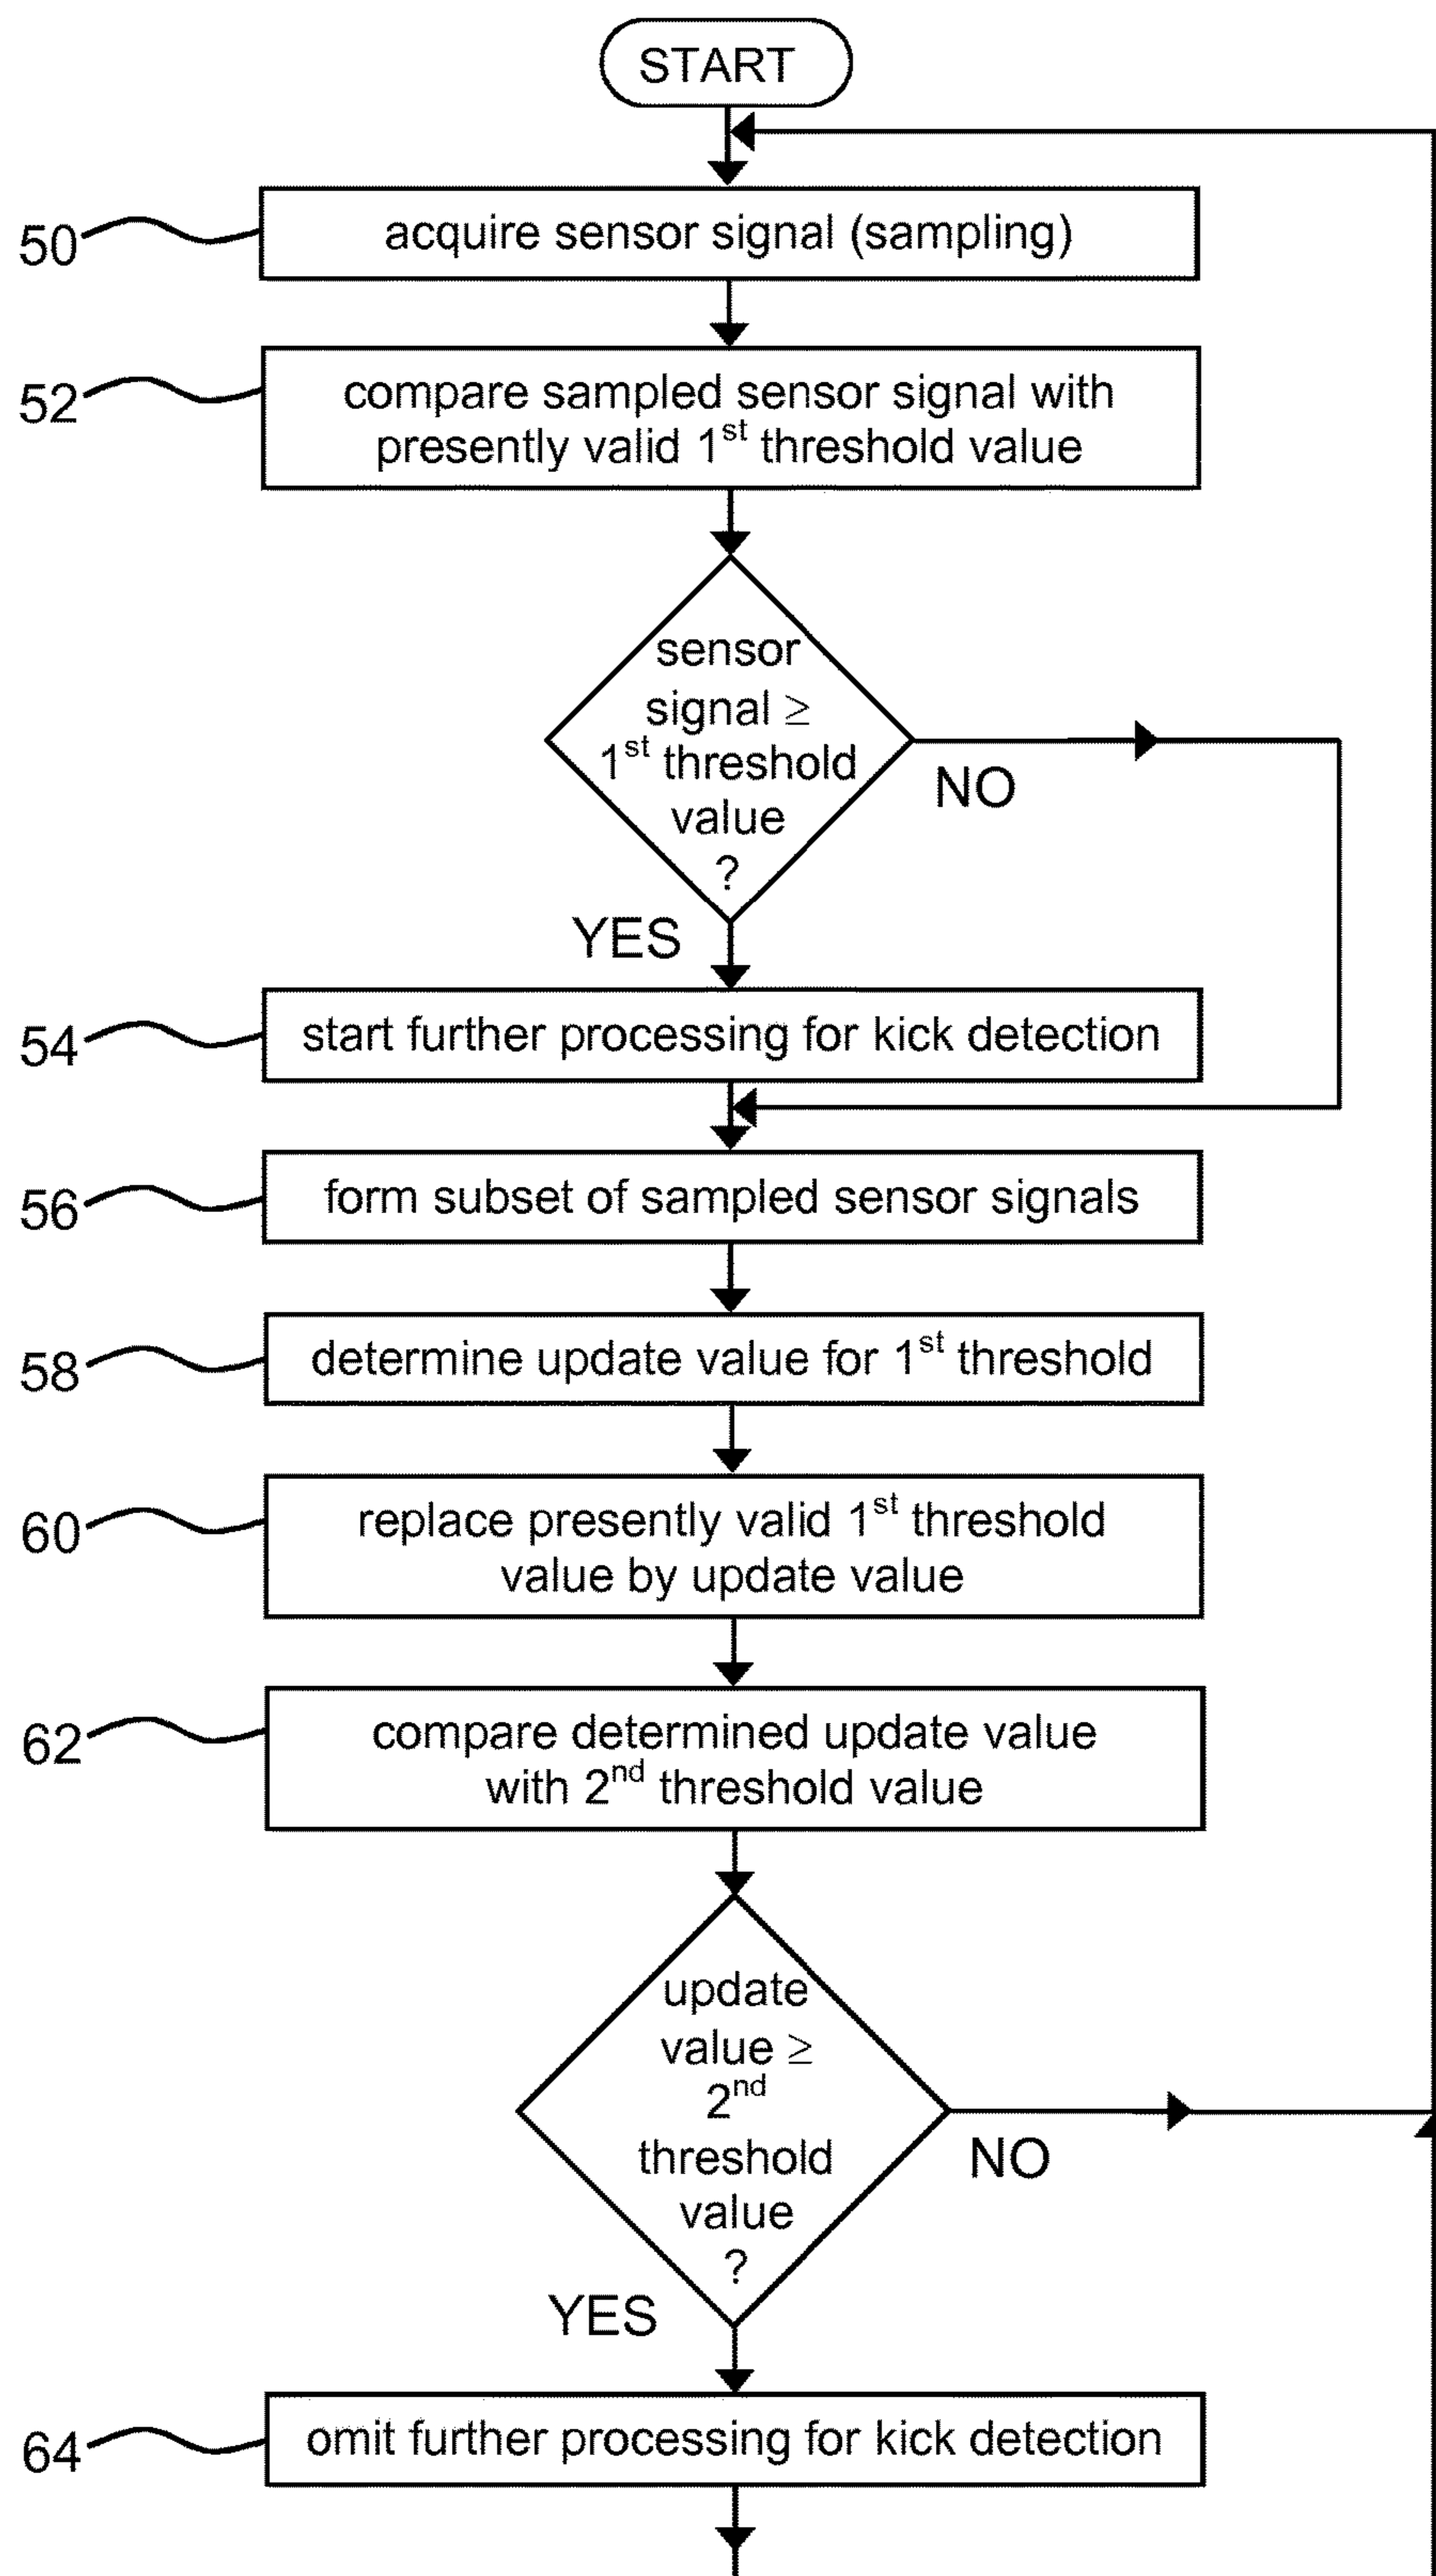 START
50
acquire sensor signal (sampling)
52
compare sampled sensor signal with
presently valid 1st threshold value
sensor
signal ≥
1st threshold
value
?
NO
YES
54
start further processing for kick detection
56
form subset of sampled sensor signals
58
determine update value for 1st threshold
60
replace presently valid 1st threshold
value by update value
62
compare determined update value
with 2nd threshold value
update
value ≥
2nd
threshold
value
?
NO
YES
64
omit further processing for kick detection